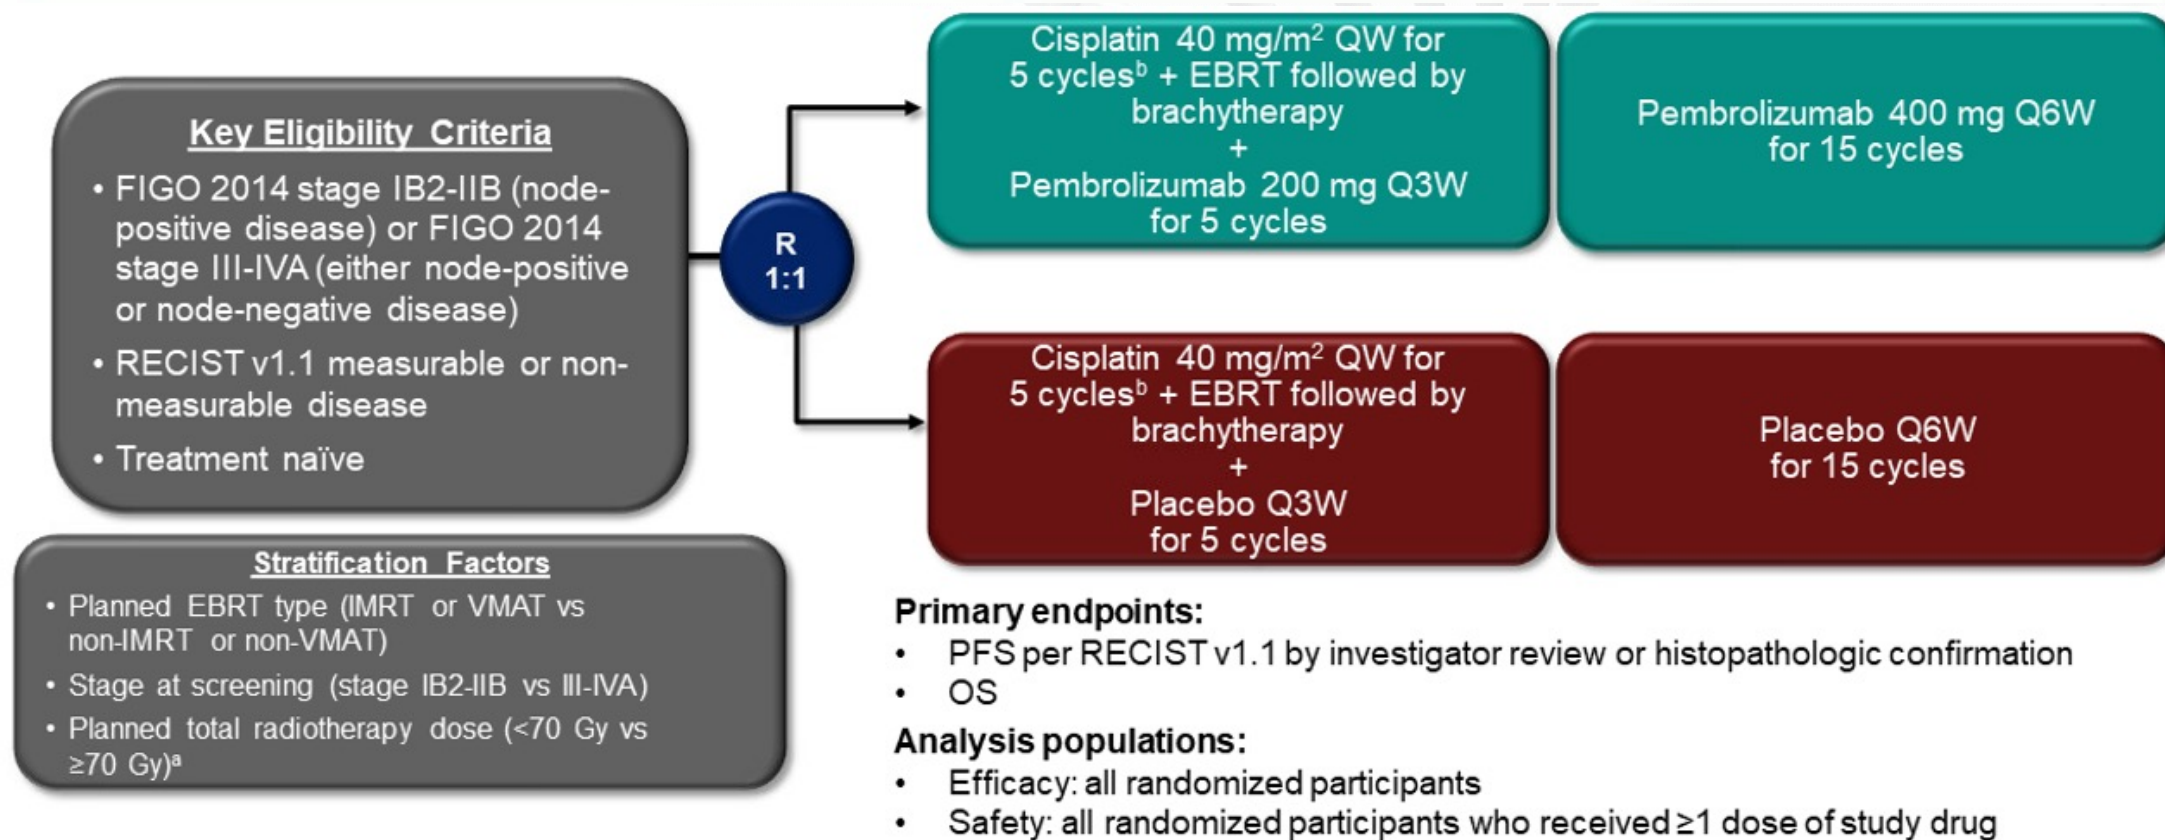 Key Eligibility Criteria
• FIGO 2014 stage IB2-IIB (node-
positive disease) or FIGO 2014
stage III-IVA (either node-positive
or node-negative disease)
• RECIST v1.1 measurable or non-
measurable disease
• Treatment naïve
Stratification Factors
• Planned EBRT type (IMRT or VMAT vs
non-IMRT or non-VMAT)
• Stage at screening (stage IB2-IIB vs III-IVA)
• Planned total radiotherapy dose (<70 Gy vs
≥70 Gy)ᵃ
R
1:1
Cisplatin 40 mg/m² QW for
5 cyclesᵇ + EBRT followed by
brachytherapy
+
Pembrolizumab 200 mg Q3W
for 5 cycles
Pembrolizumab 400 mg Q6W
for 15 cycles
Cisplatin 40 mg/m² QW for
5 cyclesᵇ + EBRT followed by
brachytherapy
+
Placebo Q3W
for 5 cycles
Placebo Q6W
for 15 cycles
Primary endpoints:
• PFS per RECIST v1.1 by investigator review or histopathologic confirmation
• OS
Analysis populations:
• Efficacy: all randomized participants
• Safety: all randomized participants who received ≥1 dose of study drug